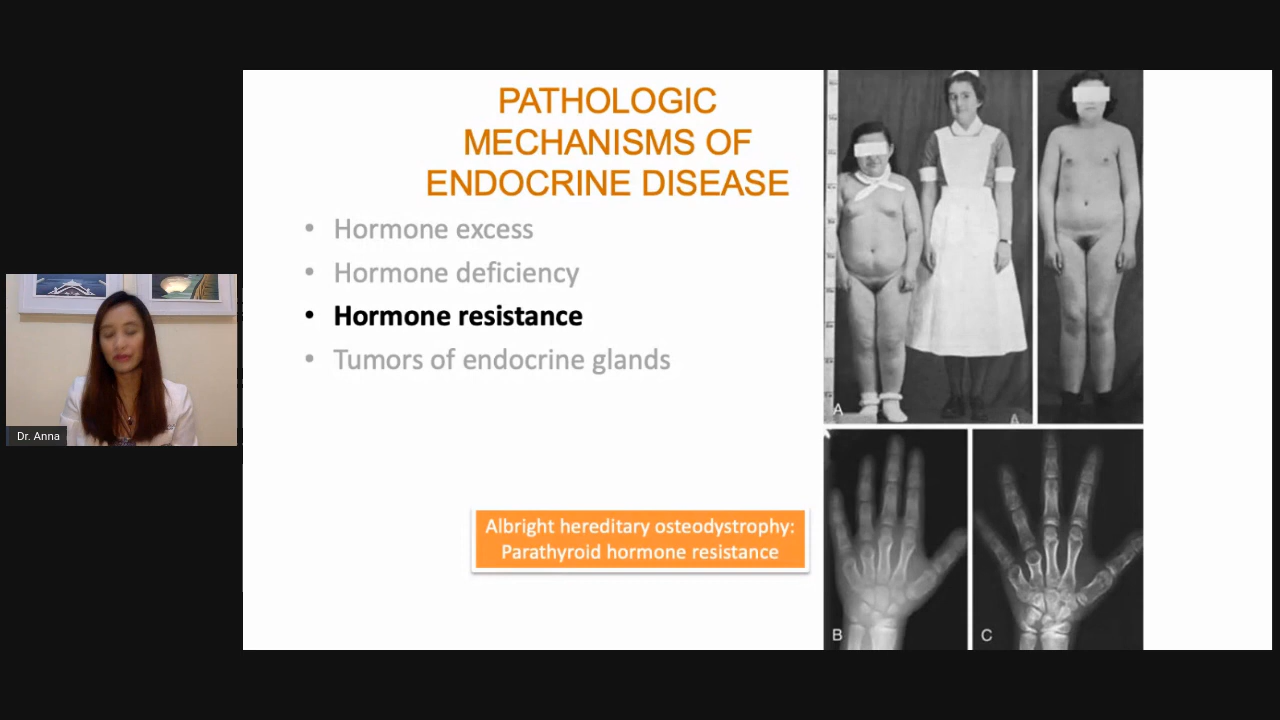 PATHOLOGIC
MECHANISMS OF
ENDOCRINE DISEASE
• Hormone excess
• Hormone deficiency
• Hormone resistance
• Tumors of endocrine glands
Albright hereditary osteodystrophy:
Parathyroid hormone resistance
A
A
B
C
Dr. Anna